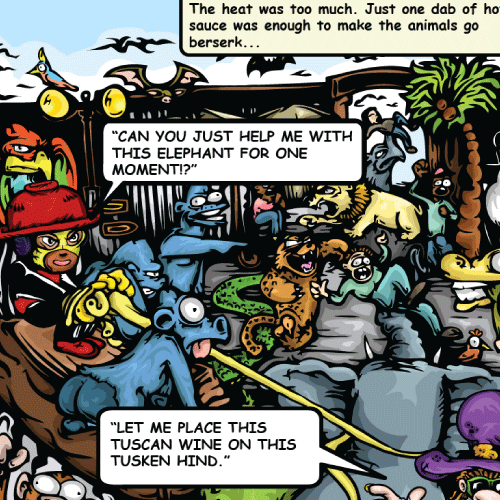 The heat was too much. Just one dab of ho
sauce was enough to make the animals go
berserk...
"CAN YOU JUST HELP ME WITH
THIS ELEPHANT FOR ONE
MOMENT!?"
"LET ME PLACE THIS
TUSCAN WINE ON THIS
TUSKEN HIND."